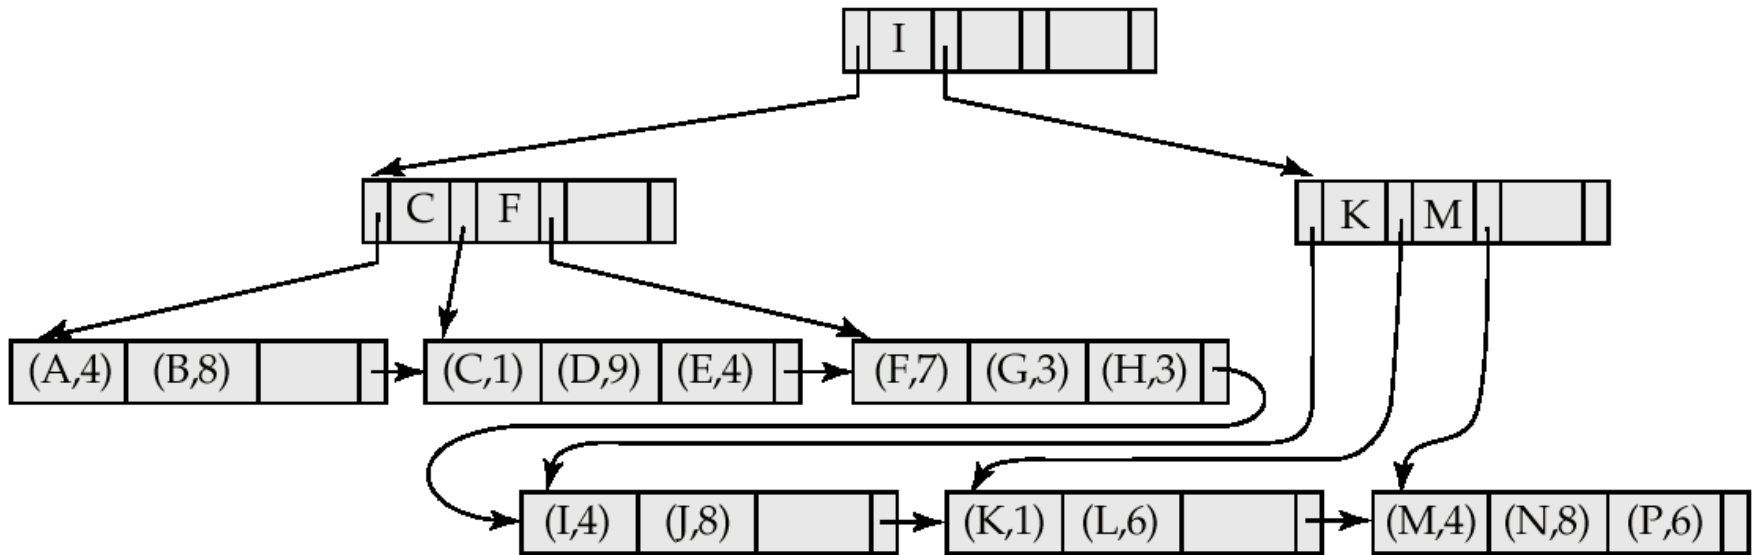 I
C F
K M
(A,4) (B,8)
(C,1) (D,9) (E,4)
(F,7) (G,3) (H,3)
(I,4) (J,8)
(K,1) (L,6)
(M,4) (N,8) (P,6)